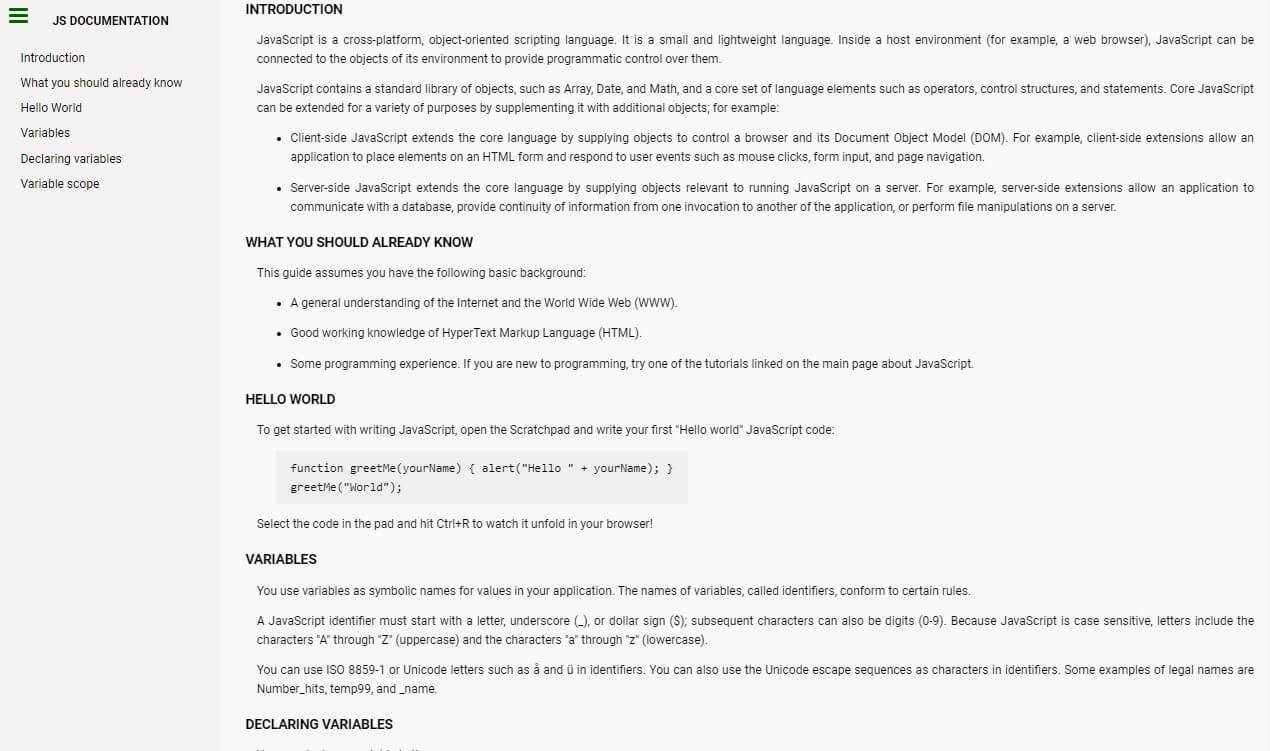 JS DOCUMENTATION
Introduction
What you should already know
Hello World
Variables
Declaring variables
Variable scope
INTRODUCTION
JavaScript is a cross-platform, object-oriented scripting language. It is a small and lightweight language. Inside a host environment (for example, a web browser), JavaScript can be
connected to the objects of its environment to provide programmatic control over them.
JavaScript contains a standard library of objects, such as Array, Date, and Math, and a core set of language elements such as operators, control structures, and statements. Core JavaScript
can be extended for a variety of purposes by supplementing it with additional objects; for example:
• Client-side JavaScript extends the core language by supplying objects to control a browser and its Document Object Model (DOM). For example, client-side extensions allow an
application to place elements on an HTML form and respond to user events such as mouse clicks, form input, and page navigation.
• Server-side JavaScript extends the core language by supplying objects relevant to running JavaScript on a server. For example, server-side extensions allow an application to
communicate with a database, provide continuity of information from one invocation to another of the application, or perform file manipulations on a server.
WHAT YOU SHOULD ALREADY KNOW
This guide assumes you have the following basic background:
• A general understanding of the Internet and the World Wide Web (WWW).
• Good working knowledge of HyperText Markup Language (HTML).
• Some programming experience. If you are new to programming, try one of the tutorials linked on the main page about JavaScript.
HELLO WORLD
To get started with writing JavaScript, open the Scratchpad and write your first "Hello world" JavaScript code:
function greetMe(yourName) { alert("Hello " + yourName); }
greetMe("World");
Select the code in the pad and hit Ctrl+R to watch it unfold in your browser!
VARIABLES
You use variables as symbolic names for values in your application. The names of variables, called identifiers, conform to certain rules.
A JavaScript identifier must start with a letter, underscore (_), or dollar sign ($); subsequent characters can also be digits (0-9). Because JavaScript is case sensitive, letters include the
characters "A" through "Z" (uppercase) and the characters "a" through "z" (lowercase).
You can use ISO 8859-1 or Unicode letters such as å and ü in identifiers. You can also use the Unicode escape sequences as characters in identifiers. Some examples of legal names are
Number_hits, temp99, and _name.
DECLARING VARIABLES